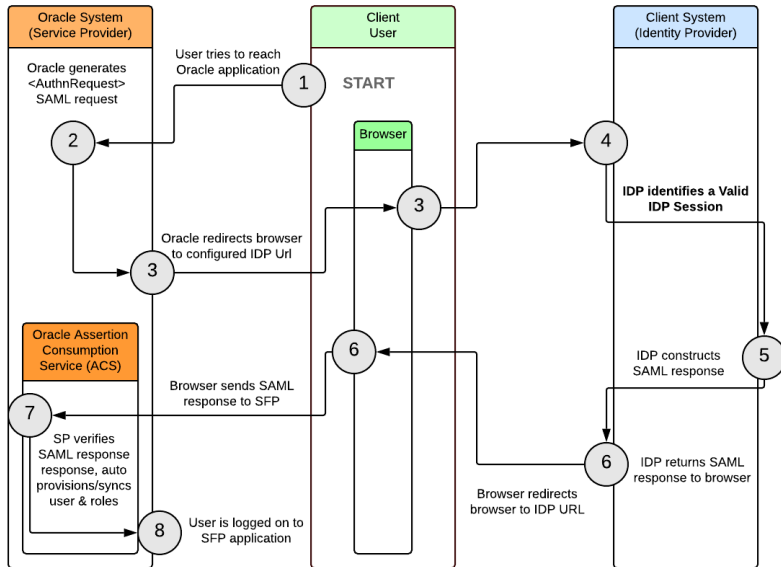 Oracle System
(Service Provider)
Client
User
Client System
(Identity Provider)
User tries to reach
Oracle application
1
START
Oracle generates
<AuthnRequest>
SAML request
2
Browser
4
3
IDP identifies a Valid
IDP Session
Oracle redirects browser
to configured IDP Url
3
Oracle Assertion
Consumption
Service (ACS)
6
5
IDP constructs
SAML response
Browser sends SAML
response to SFP
7
SP verifies
SAML response
response, auto
provisions/syncs
user & roles
6
IDP returns SAML
response to browser
Browser redirects
browser to IDP URL
8
User is logged on to
SFP application